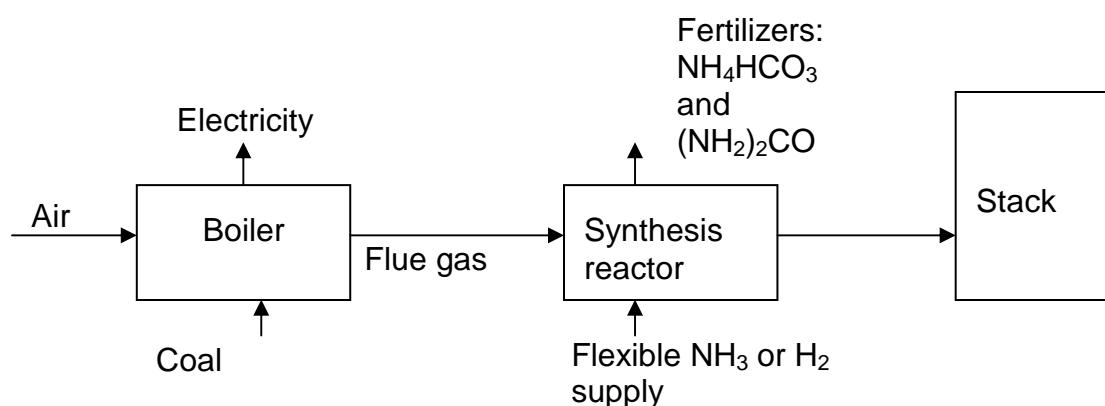 Fertilizers:
NH₄HCO₃
and
(NH₂)₂CO
Electricity
Air
Boiler
Flue gas
Coal
Synthesis
reactor
Flexible NH₃ or H₂
supply
Stack